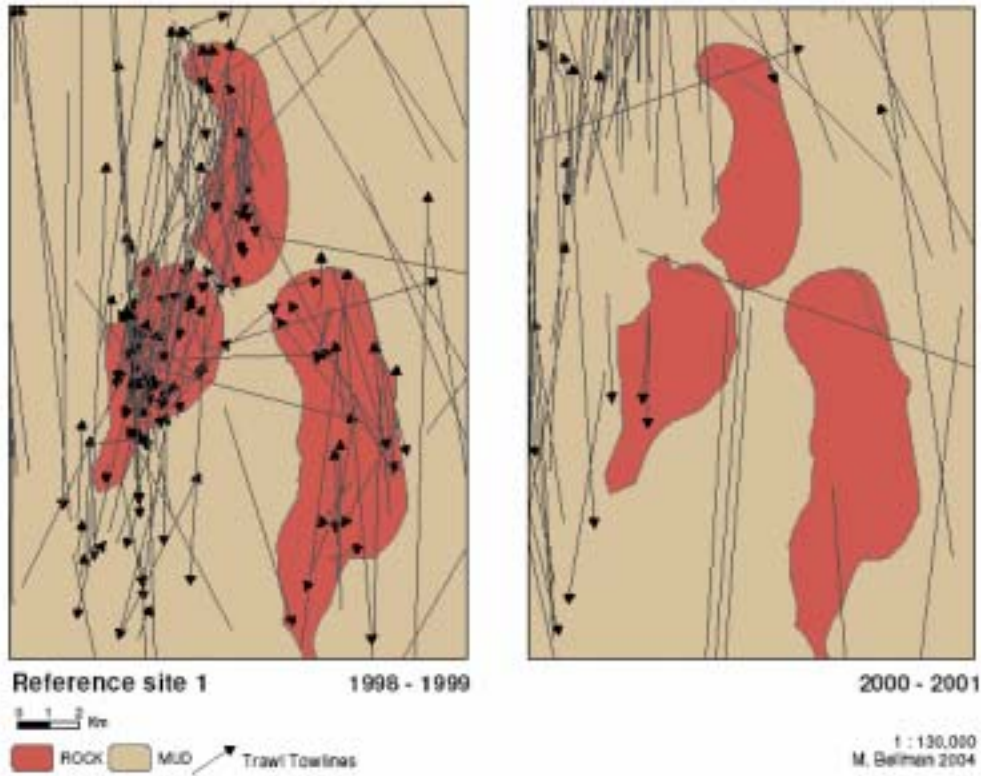 Reference site 1
1998 - 1999
2000 - 2001
0 1 2 Km
ROCK MUD Trawl Towlines
1 : 130,000
M. Bellman 2004